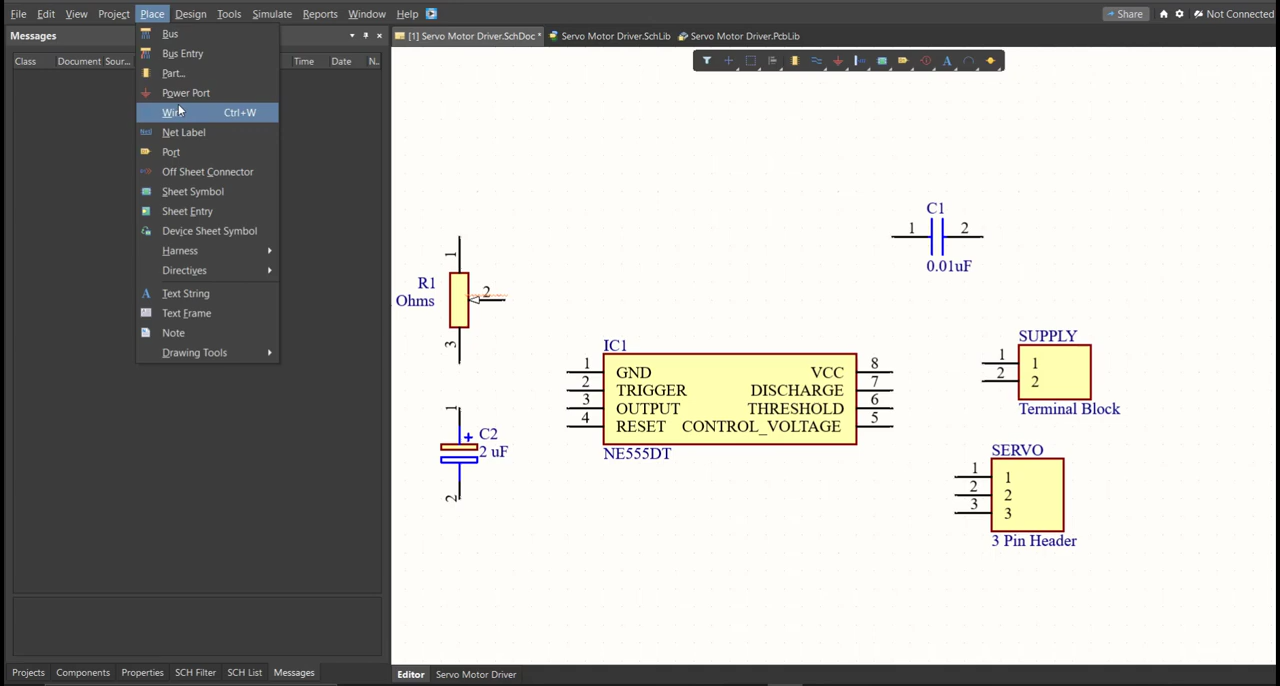 File Edit View Project Place Design Tools Simulate Reports Window Help
Share Not Connected
Messages
[1] Servo Motor Driver.SchDoc * Servo Motor Driver.SchLib Servo Motor Driver.PcbLib
Class Document Sour... Time Date N..
Bus
Bus Entry
Part...
Power Port
Wire Ctrl+W
Net Label
Port
Off Sheet Connector
Sheet Symbol
Sheet Entry
Device Sheet Symbol
Harness
Directives
Text String
Text Frame
Note
Drawing Tools
C1
1 2
0.01uF
1
R1
Ohms
2
3
IC1
1 GND VCC 8
2 TRIGGER DISCHARGE 7
3 OUTPUT THRESHOLD 6
4 RESET CONTROL_VOLTAGE 5
NE555DT
SUPPLY
1 1
2 2
Terminal Block
1
+ C2
2 uF
2
SERVO
1 1
2 2
3 3
3 Pin Header
Projects Components Properties SCH Filter SCH List Messages
Editor Servo Motor Driver